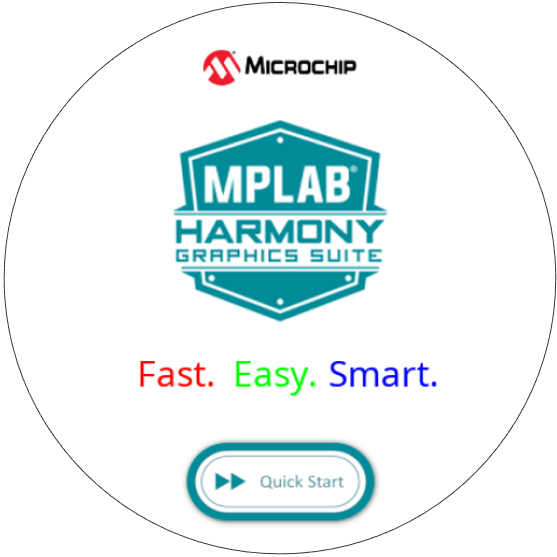 MICROCHIP
MPLAB®
HARMONY
GRAPHICS SUITE
Fast. Easy. Smart.
Quick Start